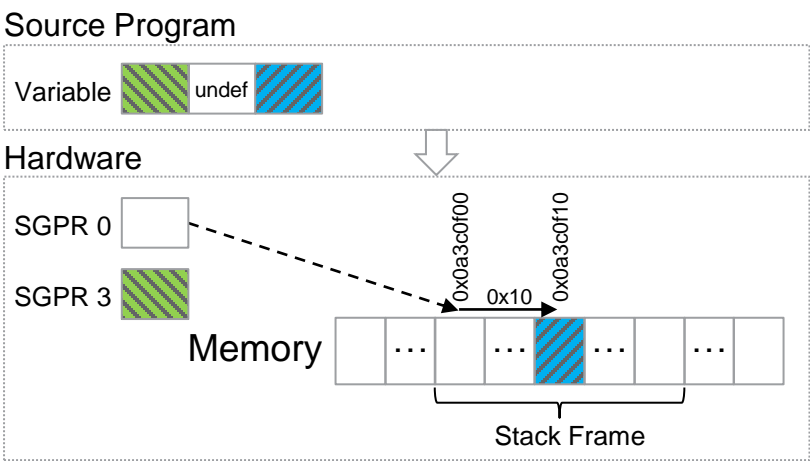 Source Program
Variable
undef
Hardware
SGPR 0
0x0a3c0f00
0x0a3c0f10
SGPR 3
0x10
Memory
...
...
...
...
Stack Frame